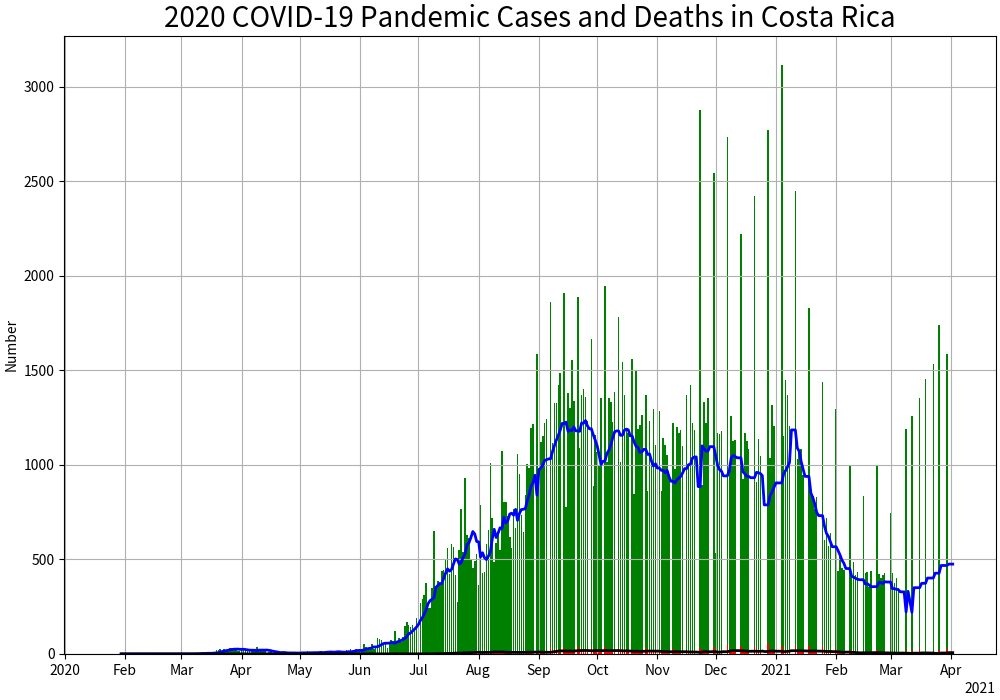 2020 COVID-19 Pandemic Cases and Deaths in Costa Rica
Number
3000
2500
2000
1500
1000
500
0
2020 Feb Mar Apr May Jun Jul Aug Sep Oct Nov Dec 2021 Feb Mar Apr
2021